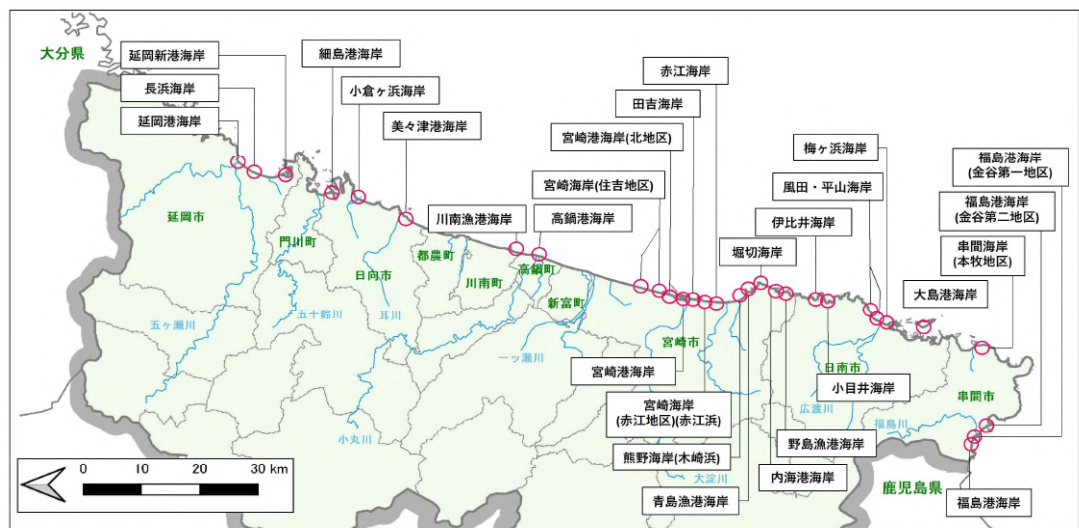 大分県
延岡新港海岸
長浜海岸
延岡港海岸
細島港海岸
小倉ヶ浜海岸
美々津港海岸
川南漁港海岸
高鍋港海岸
宮崎海岸(住吉地区)
宮崎港海岸(北地区)
田吉海岸
赤江海岸
堀切海岸
伊比井海岸
風田・平山海岸
梅ヶ浜海岸
福島港海岸
(金谷第一地区)
福島港海岸
(金谷第二地区)
串間海岸
(本牧地区)
大島港海岸
延岡市
門川町
日向市
都農町
川南町
高鍋町
新富町
宮崎市
日南市
串間市
五ヶ瀬川
五十鈴川
耳川
小丸川
一ッ瀬川
大淀川
広渡川
福島川
宮崎港海岸
宮崎海岸
(赤江地区)(赤江浜)
熊野海岸(木崎浜)
青島漁港海岸
内海港海岸
野島漁港海岸
小目井海岸
福島港海岸
鹿児島県
0 10 20 30 km